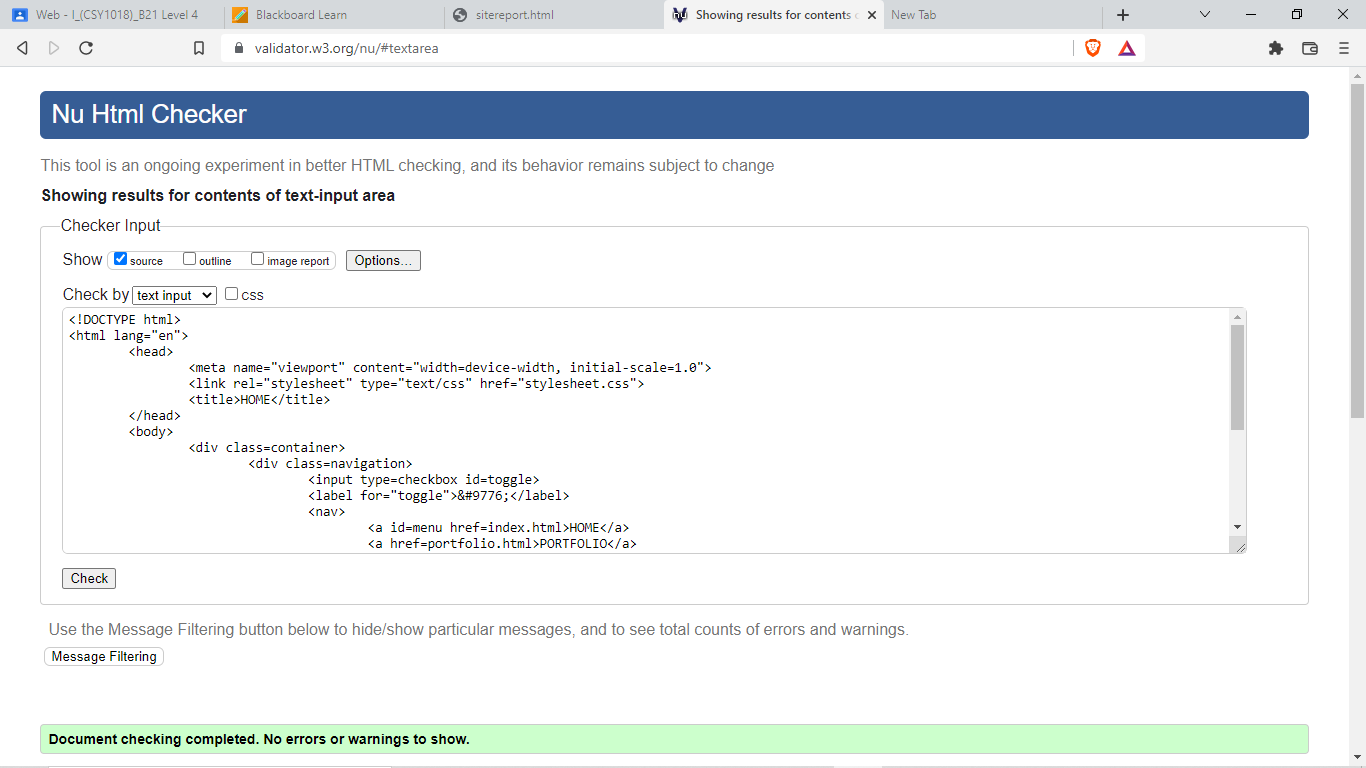 Web - I_(CSY1018)_B21 Level 4
Blackboard Learn
sitereport.html
Showing results for contents
New Tab
validator.w3.org/nu/#textarea
Nu Html Checker
This tool is an ongoing experiment in better HTML checking, and its behavior remains subject to change
Showing results for contents of text-input area
Checker Input
Show source outline image report Options...
Check by text input css
<!DOCTYPE html>
<html lang="en">
<head>
<meta name="viewport" content="width=device-width, initial-scale=1.0">
<link rel="stylesheet" type="text/css" href="stylesheet.css">
<title>HOME</title>
</head>
<body>
<div class=container>
<div class=navigation>
<input type=checkbox id=toggle>
<label for="toggle">&#9776;</label>
<nav>
<a id=menu href=index.html>HOME</a>
<a href=portfolio.html>PORTFOLIO</a>
Check
Use the Message Filtering button below to hide/show particular messages, and to see total counts of errors and warnings.
Message Filtering
Document checking completed. No errors or warnings to show.